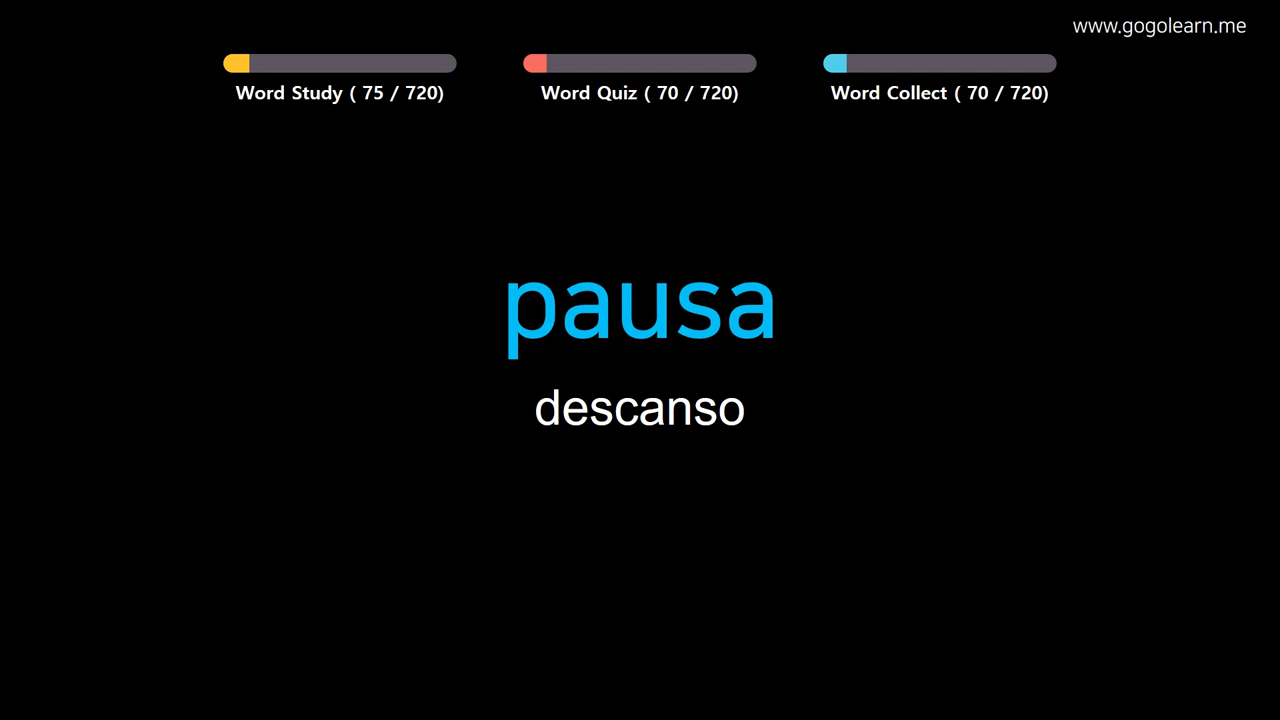 www.gogolearn.me
Word Study ( 75 / 720)
Word Quiz ( 70 / 720)
Word Collect ( 70 / 720)
pausa
descanso